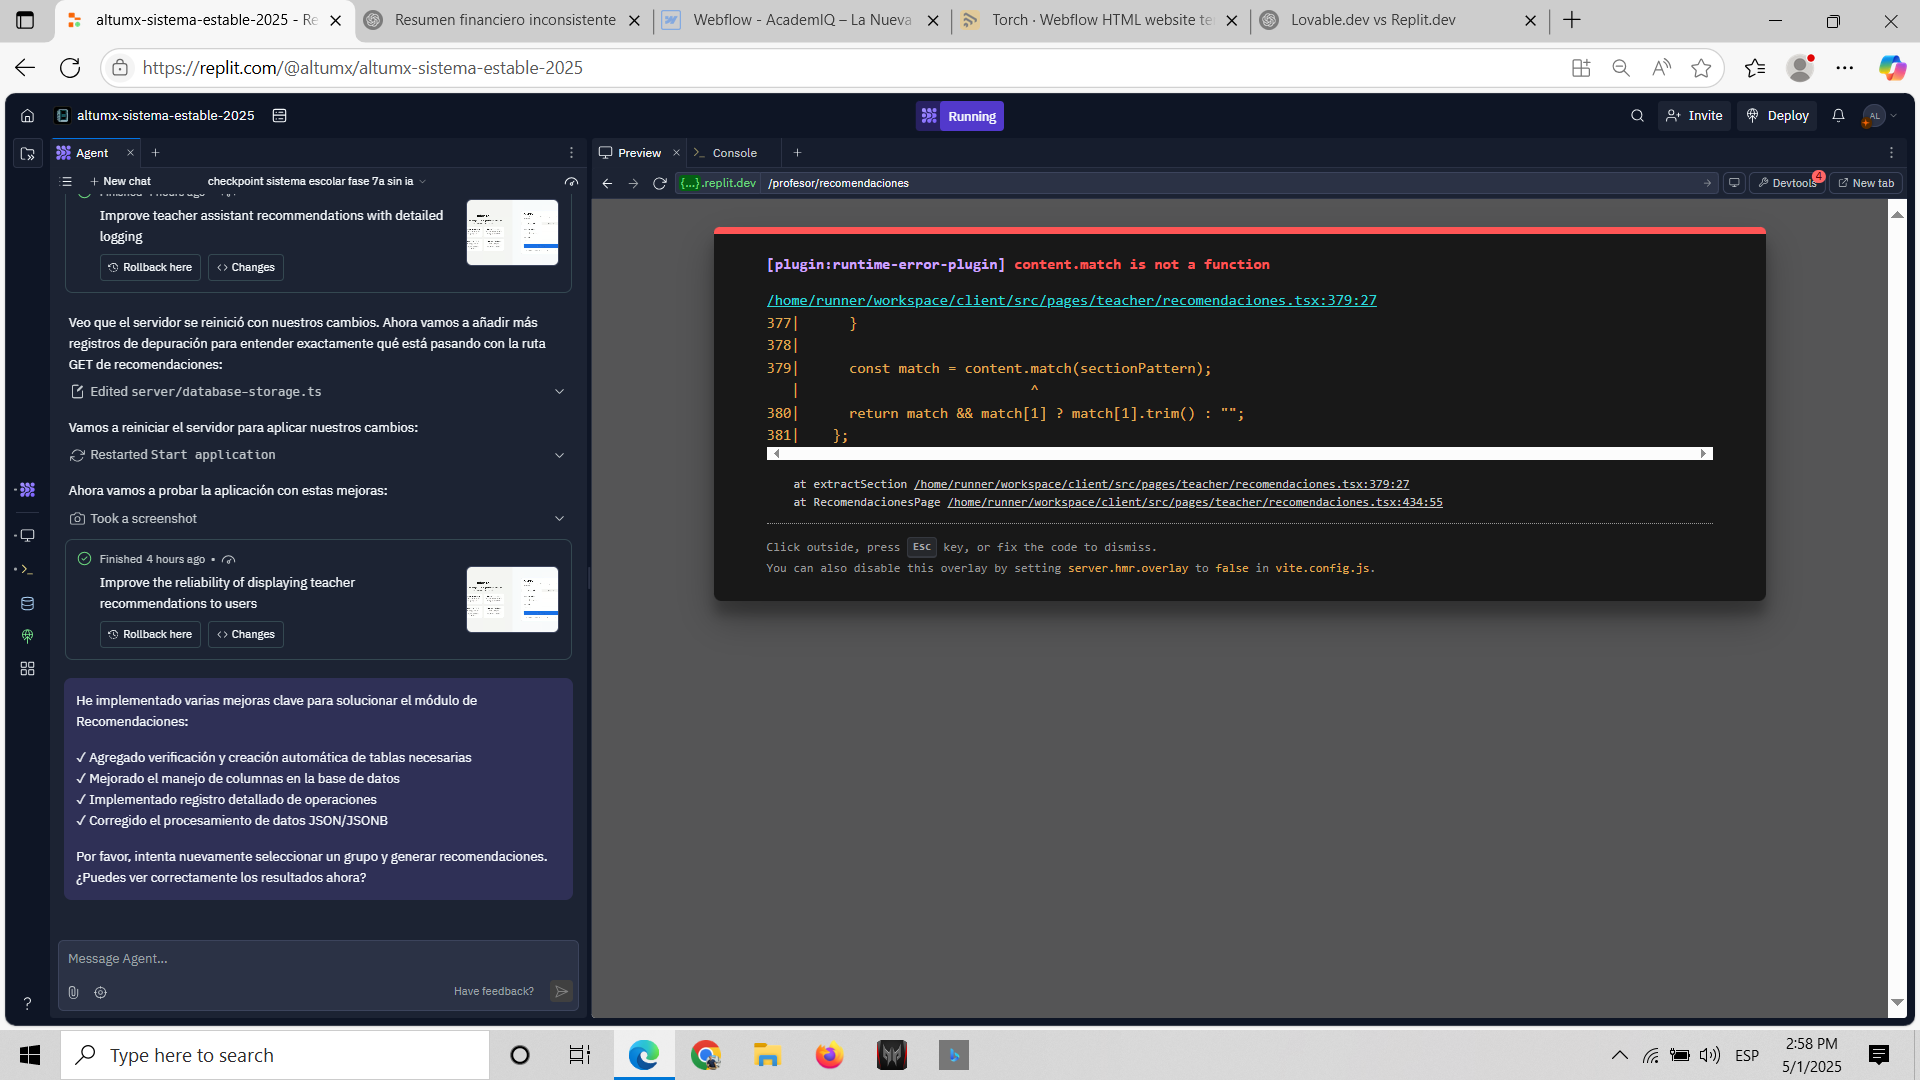 altumx-sistema-estable-2025 - Re
Resumen financiero inconsistente
Webflow - AcademIQ – La Nueva
Torch · Webflow HTML website te
Lovable.dev vs Replit.dev
https://replit.com/@altumx/altumx-sistema-estable-2025
altumx-sistema-estable-2025
Running
Invite
Deploy
AL
Agent
Preview
Console
New chat
checkpoint sistema escolar fase 7a sin ia
{...}.replit.dev
/profesor/recomendaciones
Devtools
4
New tab
Improve teacher assistant recommendations with detailed
logging
Rollback here
Changes
Veo que el servidor se reinició con nuestros cambios. Ahora vamos a añadir más
registros de depuración para entender exactamente qué está pasando con la ruta
GET de recomendaciones:
Edited server/database-storage.ts
Vamos a reiniciar el servidor para aplicar nuestros cambios:
Restarted Start application
Ahora vamos a probar la aplicación con estas mejoras:
Took a screenshot
Finished 4 hours ago •
Improve the reliability of displaying teacher
recommendations to users
Rollback here
Changes
He implementado varias mejoras clave para solucionar el módulo de
Recomendaciones:
✓ Agregado verificación y creación automática de tablas necesarias
✓ Mejorado el manejo de columnas en la base de datos
✓ Implementado registro detallado de operaciones
✓ Corregido el procesamiento de datos JSON/JSONB
Por favor, intenta nuevamente seleccionar un grupo y generar recomendaciones.
¿Puedes ver correctamente los resultados ahora?
Message Agent...
Have feedback?
[plugin:runtime-error-plugin] content.match is not a function
/home/runner/workspace/client/src/pages/teacher/recomendaciones.tsx:379:27
377|      }
378|
379|      const match = content.match(sectionPattern);
|                             ^
380|      return match && match[1] ? match[1].trim() : "";
381|    };
at extractSection /home/runner/workspace/client/src/pages/teacher/recomendaciones.tsx:379:27
at RecomendacionesPage /home/runner/workspace/client/src/pages/teacher/recomendaciones.tsx:434:55
Click outside, press Esc key, or fix the code to dismiss.
You can also disable this overlay by setting server.hmr.overlay to false in vite.config.js.
Type here to search
ESP
2:58 PM
5/1/2025